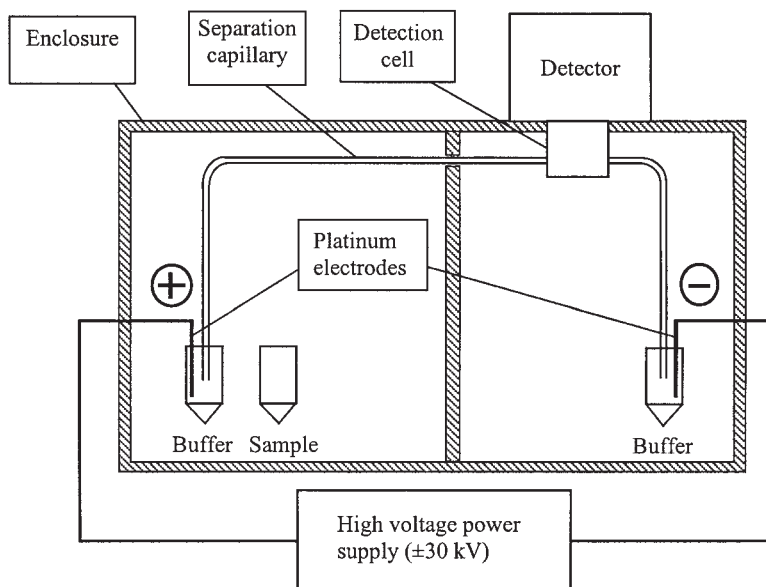 Enclosure
Separation
capillary
Detection
cell
Detector
Platinum
electrodes
+
−
Buffer
Sample
Buffer
High voltage power
supply (±30 kV)